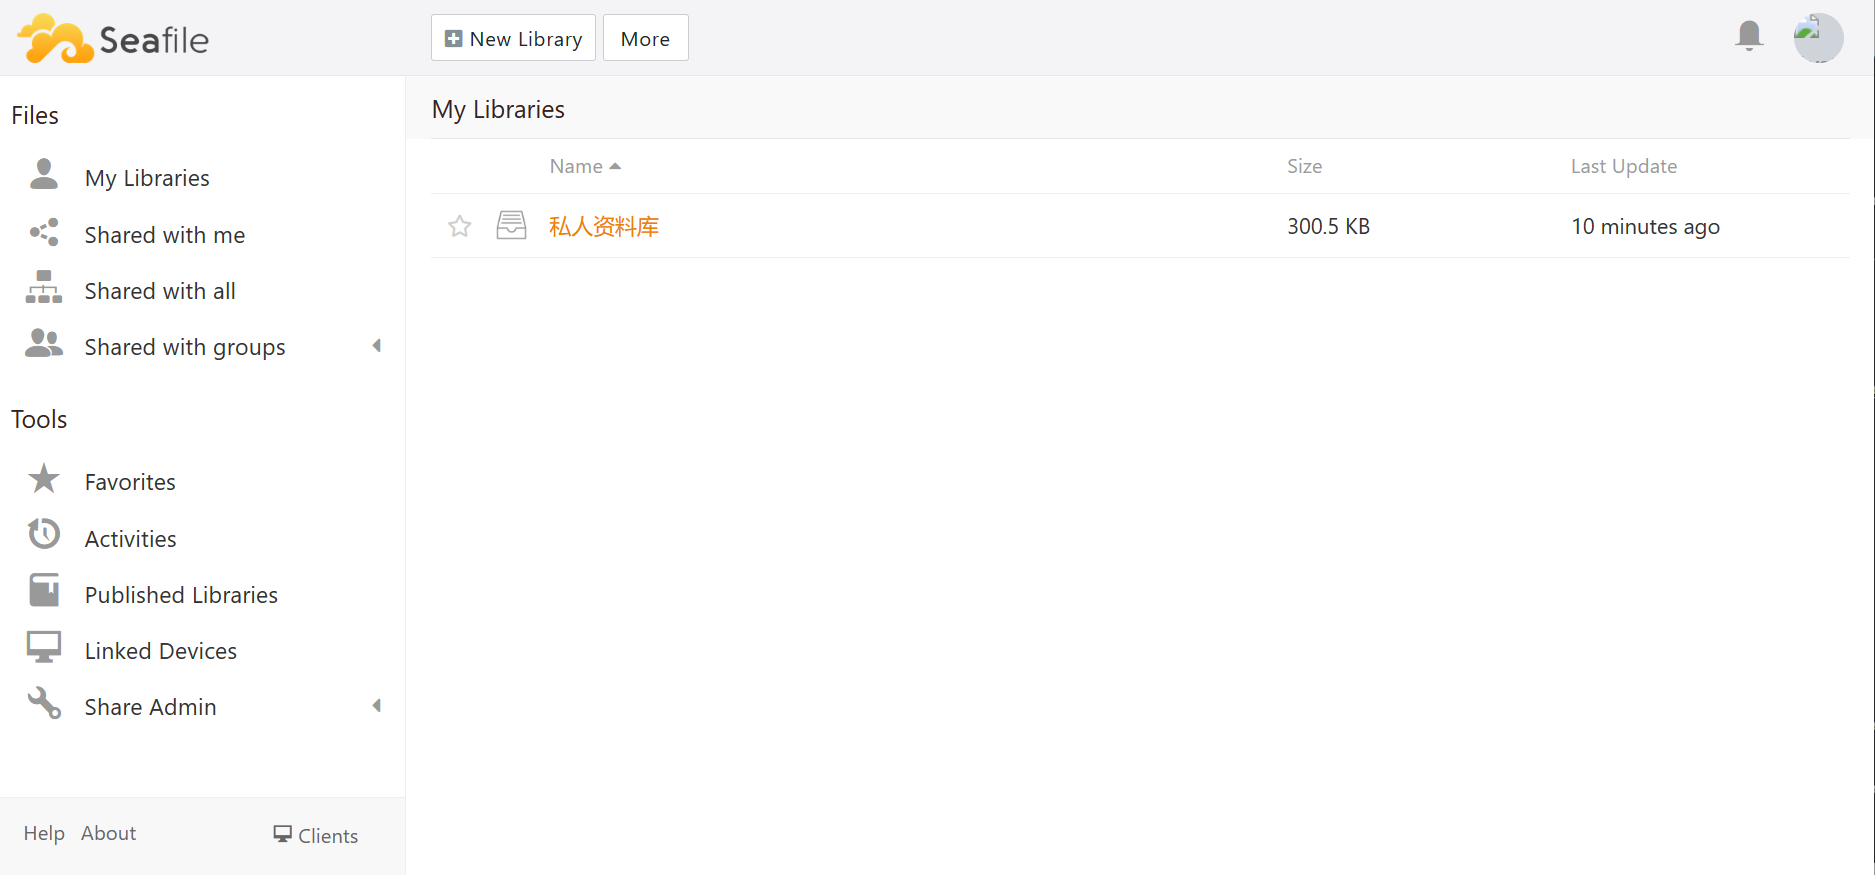 Seafile
New Library
More
Files
My Libraries
Shared with me
Shared with all
Shared with groups
Tools
Favorites
Activities
Published Libraries
Linked Devices
Share Admin
Help About Clients
My Libraries
Name Size Last Update
私人资料库 300.5 KB 10 minutes ago